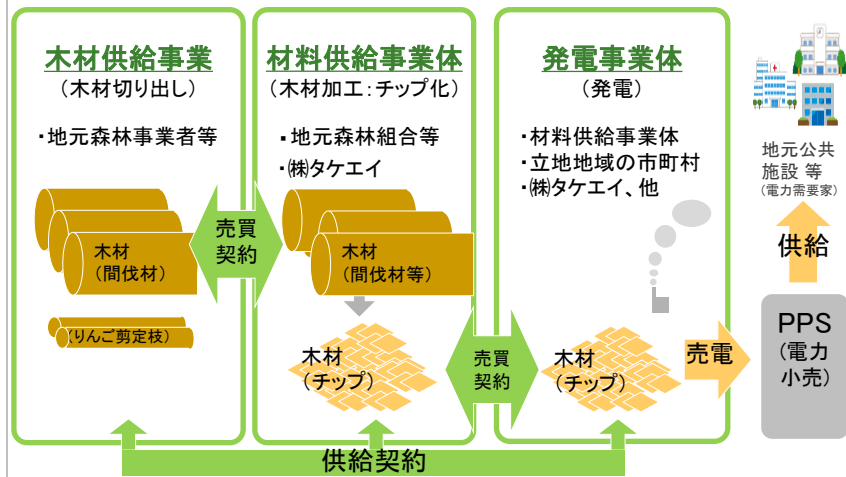 木材供給事業
（木材切り出し）
・地元森林事業者等
木材
（間伐材）
（りんご剪定枝）
売買
契約
材料供給事業体
（木材加工：チップ化）
・地元森林組合等
・㈱タケエイ
木材
（間伐材等）
木材
（チップ）
売買
契約
発電事業体
（発電）
・材料供給事業体
・立地地域の市町村
・㈱タケエイ、他
木材
（チップ）
売電
地元公共
施設 等
（電力需要家）
供給
PPS
（電力
小売）
供給契約